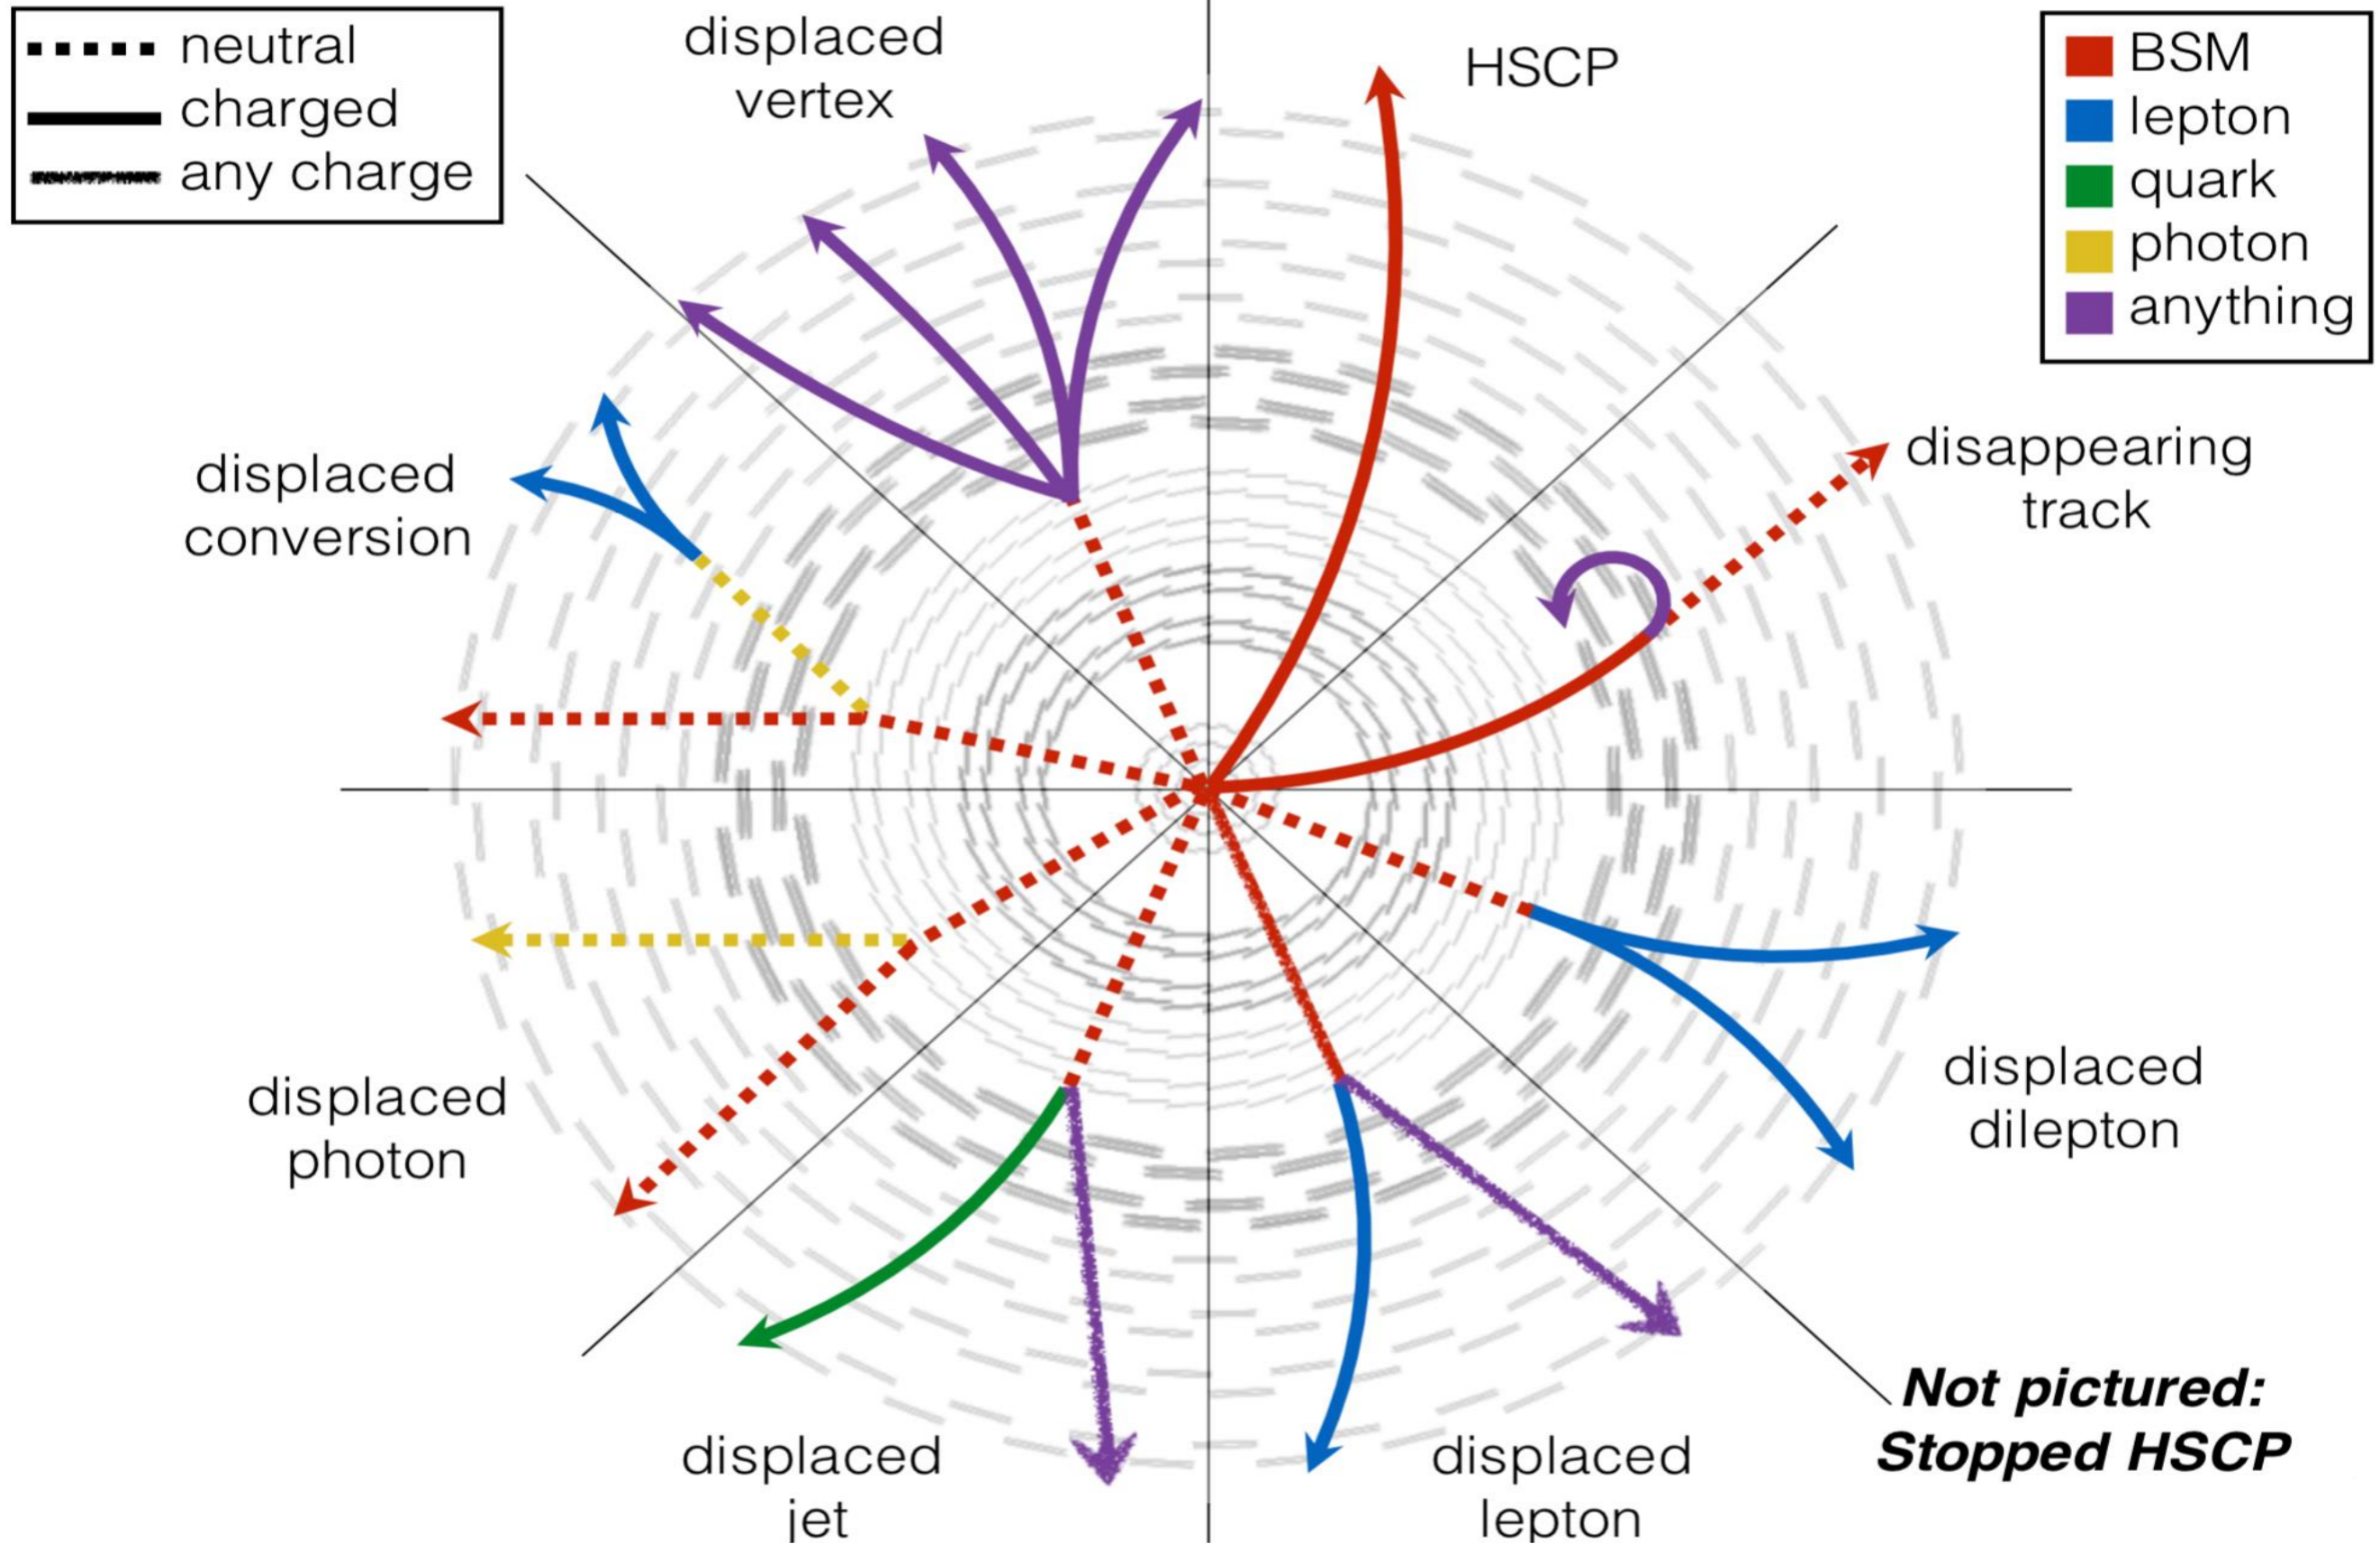 neutral
charged
any charge
displaced
vertex
HSCP
BSM
lepton
quark
photon
anything
disappearing
track
displaced
conversion
displaced
photon
displaced
dilepton
displaced
jet
displaced
lepton
Not pictured:
Stopped HSCP